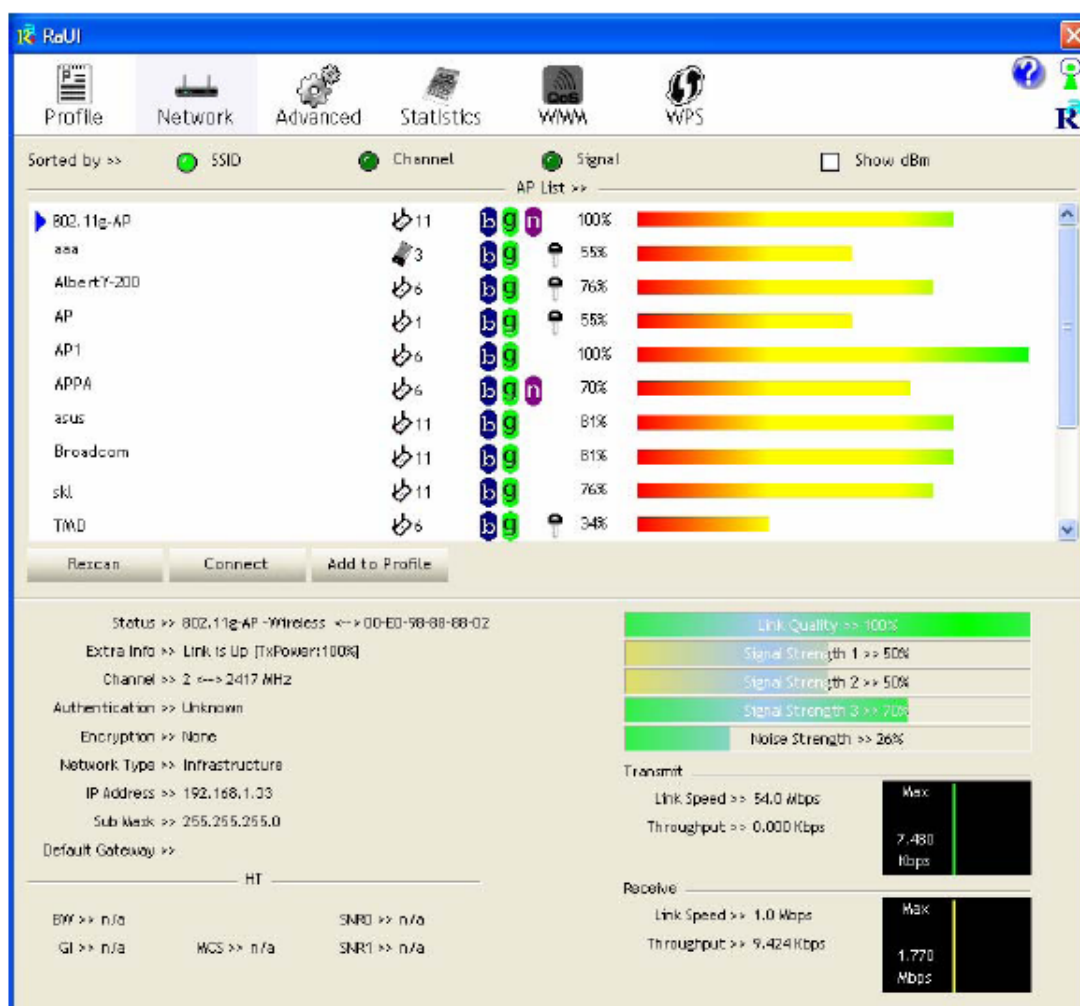 RaUI
Profile Network Advanced Statistics QoS WMM WPS
Sorted by >> SSID Channel Signal Show dBm
AP List >>
802.11g-AP 11 b g n 100%
aaa 3 b g 55%
AlbertY-200 6 b g 76%
AP 1 b g 55%
AP1 6 b g 100%
APPA 6 b g n 70%
asus 11 b g 81%
Broadcom 11 b g 81%
skl 11 b g 76%
TMD 6 b g 34%
Rescan Connect Add to Profile
Status >> 802.11g-AP -Wireless <--> 00-E0-98-88-88-02
Extra Info >> Link is Up [TxPower:100%]
Channel >> 2 <--> 2417 MHz
Authentication >> Unknown
Encryption >> None
Network Type >> Infrastructure
IP Address >> 192.168.1.33
Sub Mask >> 255.255.255.0
Default Gateway >>
HT
BW >> n/a SNR0 >> n/a
GI >> n/a MCS >> n/a SNR1 >> n/a
Link Quality >> 100%
Signal Strength 1 >> 50%
Signal Strength 2 >> 50%
Signal Strength 3 >> 70%
Noise Strength >> 26%
Transmit
Link Speed >> 54.0 Mbps
Throughput >> 0.000 Kbps
Max
7.480
Kbps
Receive
Link Speed >> 1.0 Mbps
Throughput >> 9.424 Kbps
Max
1.770
Mbps